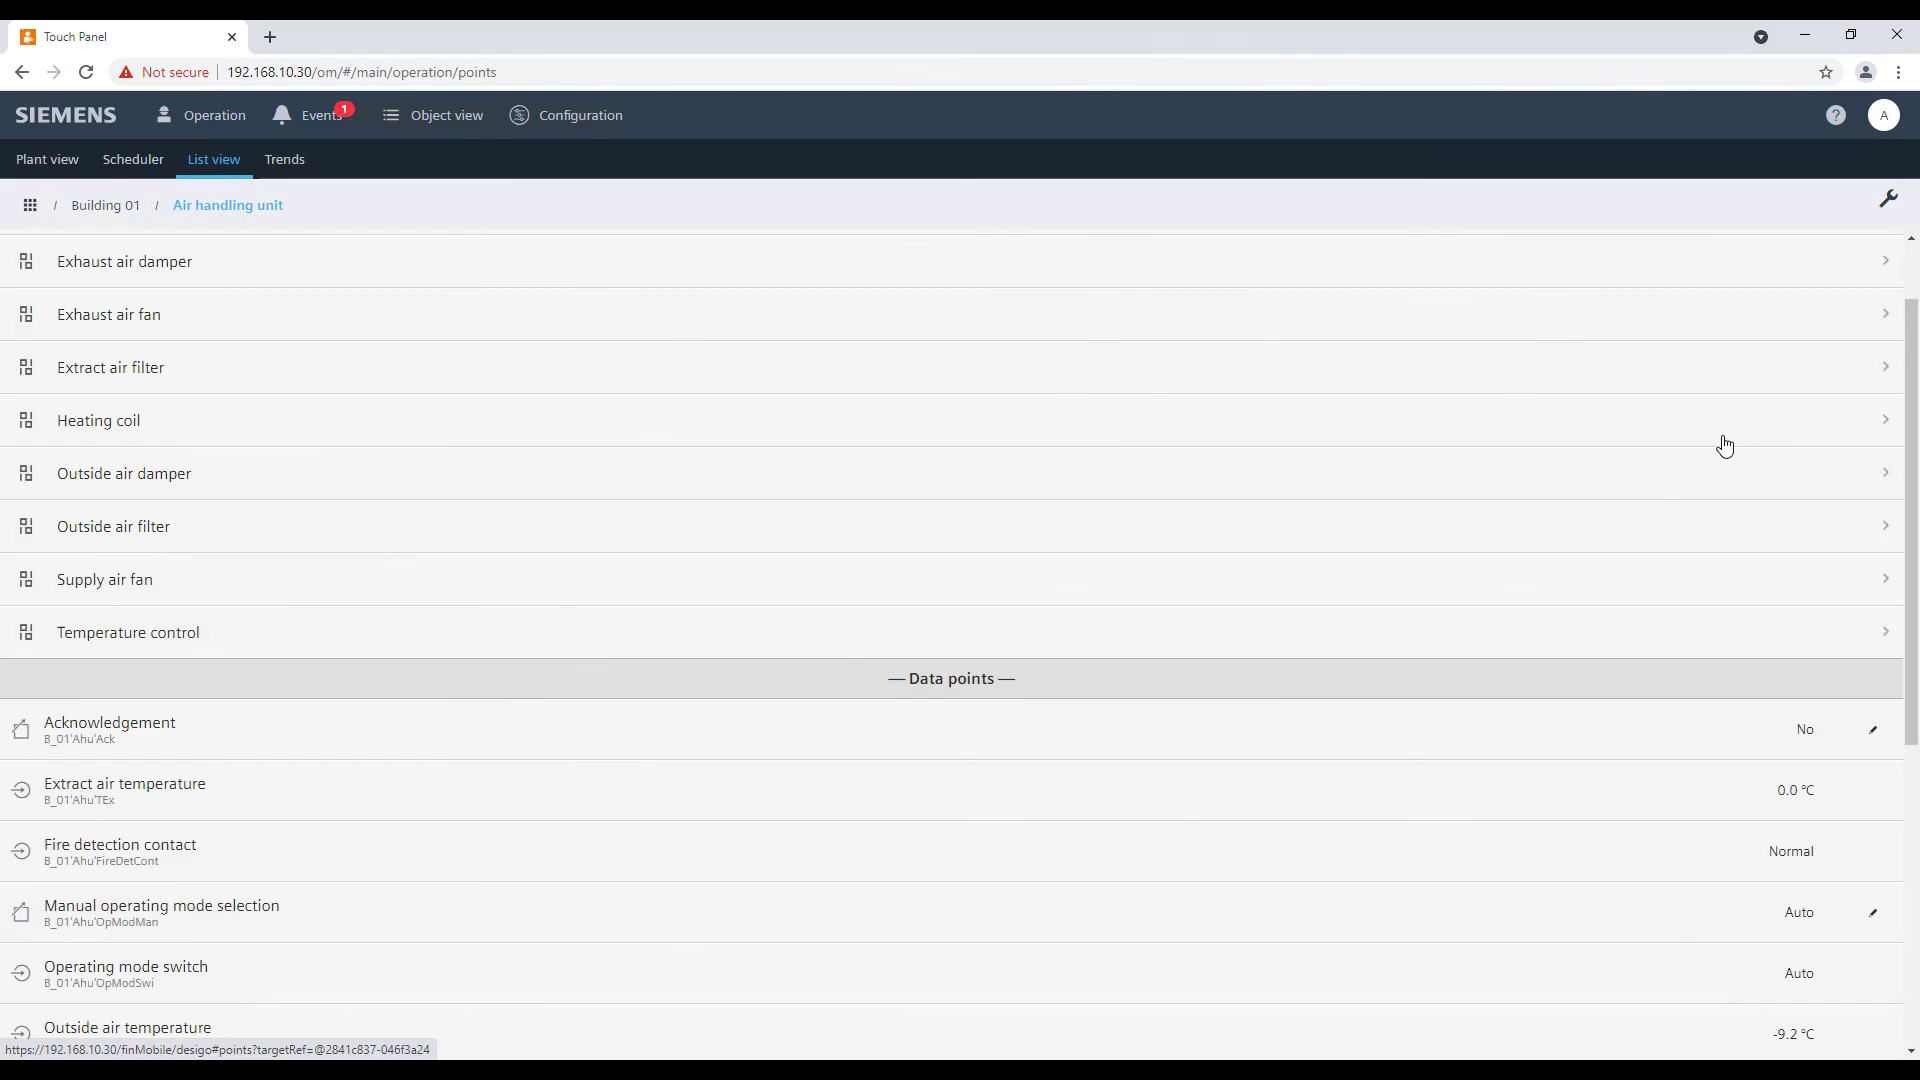 Touch Panel
Not secure 192.168.10.30/om/#/main/operation/points
SIEMENS Operation Events 1 Object view Configuration ? A
Plant view Scheduler List view Trends
/ Building 01 / Air handling unit
Exhaust air damper
Exhaust air fan
Extract air filter
Heating coil
Outside air damper
Outside air filter
Supply air fan
Temperature control
— Data points —
Acknowledgement
B_01'Ahu'Ack
No
Extract air temperature
B_01'Ahu'TEx
0.0 °C
Fire detection contact
B_01'Ahu'FireDetCont
Normal
Manual operating mode selection
B_01'Ahu'OpModMan
Auto
Operating mode switch
B_01'Ahu'OpModSwi
Auto
Outside air temperature
-9.2 °C
https://192.168.10.30/finMobile/desigo#points?targetRef=@2841c837-046f3a24